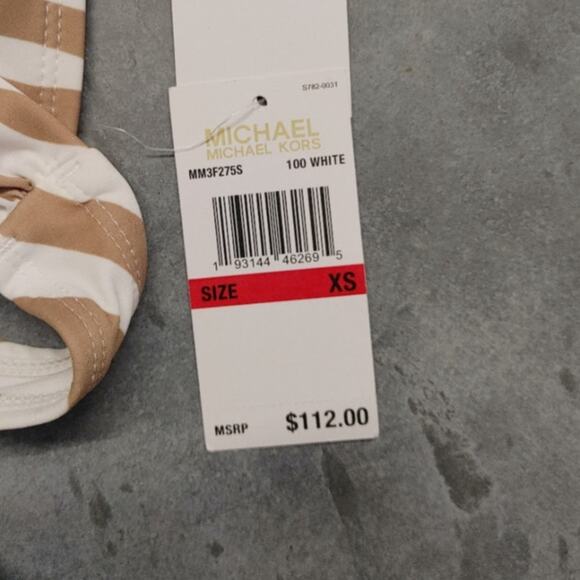 S782-0031
MICHAEL
MICHAEL KORS
MM3F275S 100 WHITE
1 93144 46269 5
SIZE XS
MSRP $112.00